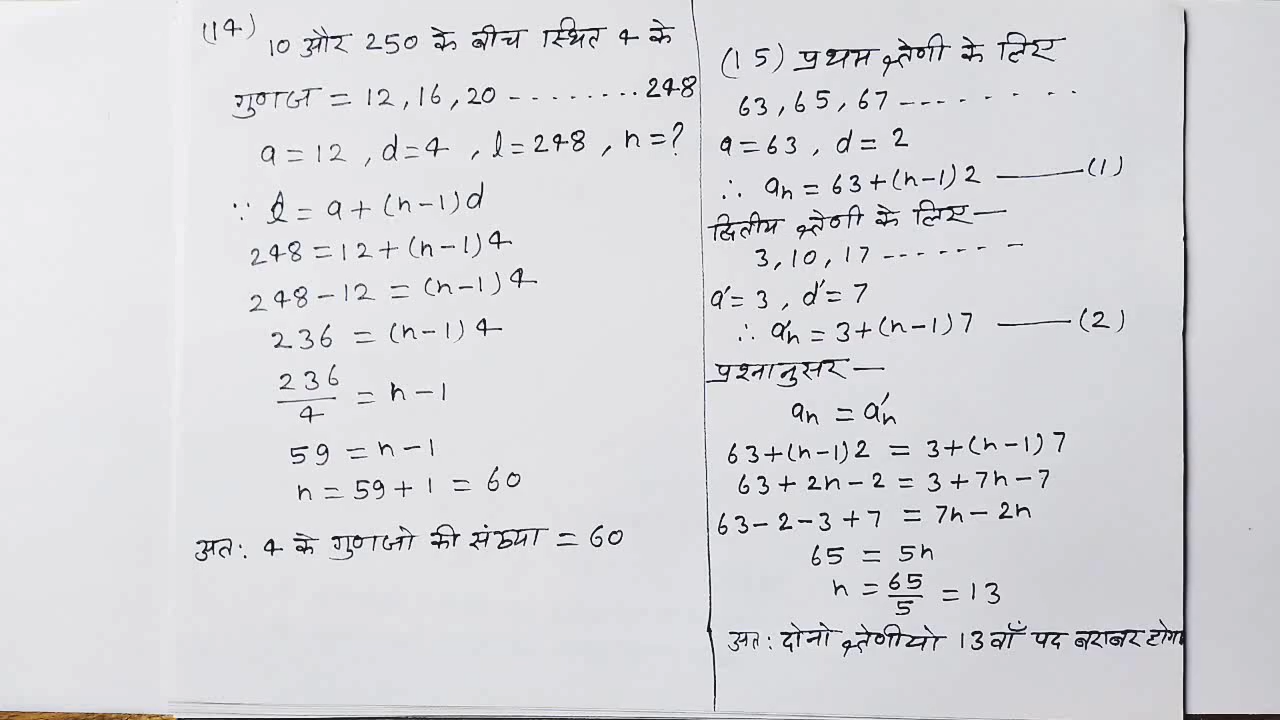 (14)
10 और 250 के बीच स्थित 4 के
गुणज = 12, 16, 20 -........248
a = 12 , d = 4 , l = 248 , n = ?
∵ l = a + (n-1)d
248 = 12 + (n-1)4
248 - 12 = (n-1)4
236 = (n-1)4
236/4 = n - 1
59 = n - 1
n = 59 + 1 = 60
अतः 4 के गुणजो की संख्या = 60
(15) प्रथम श्रेणी के लिए
63, 65, 67 --------
a = 63 , d = 2
∴ an = 63 + (n-1)2 ——— (1)
द्वितीय श्रेणी के लिए —
3, 10, 17 -------
a′ = 3 , d′ = 7
∴ a′n = 3 + (n-1)7 ——— (2)
प्रश्नानुसर —
an = a′n
63 + (n-1)2 = 3 + (n-1)7
63 + 2n - 2 = 3 + 7n - 7
63 - 2 - 3 + 7 = 7n - 2n
65 = 5n
n = 65/5 = 13
अतः दोनो श्रेणीयो 13वाँ पद बराबर होगा